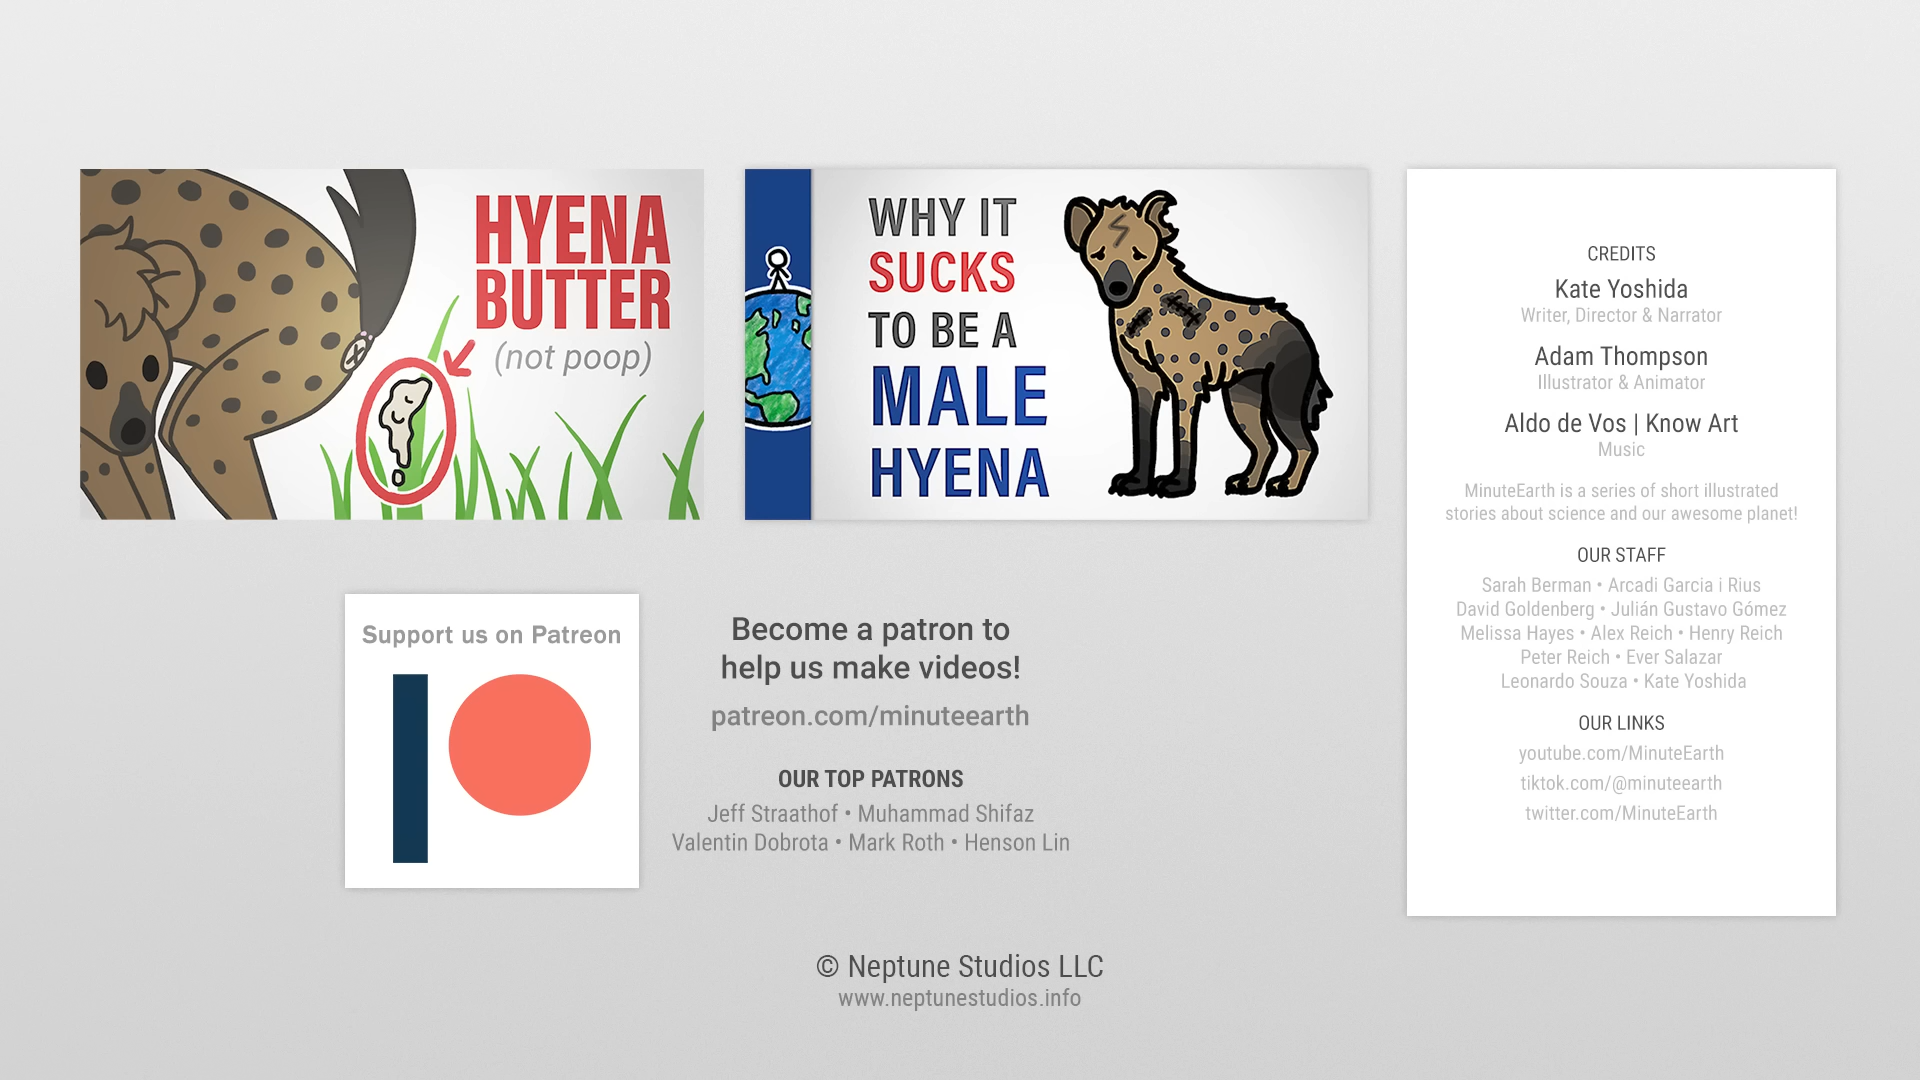 HYENA
BUTTER
(not poop)
WHY IT
SUCKS
TO BE A
MALE
HYENA
Support us on Patreon
Become a patron to
help us make videos!
patreon.com/minuteearth
OUR TOP PATRONS
Jeff Straathof • Muhammad Shifaz
Valentin Dobrota • Mark Roth • Henson Lin
CREDITS
Kate Yoshida
Writer, Director & Narrator
Adam Thompson
Illustrator & Animator
Aldo de Vos | Know Art
Music
MinuteEarth is a series of short illustrated
stories about science and our awesome planet!
OUR STAFF
Sarah Berman • Arcadi Garcia i Rius
David Goldenberg • Julián Gustavo Gómez
Melissa Hayes • Alex Reich • Henry Reich
Peter Reich • Ever Salazar
Leonardo Souza • Kate Yoshida
OUR LINKS
youtube.com/MinuteEarth
tiktok.com/@minuteearth
twitter.com/MinuteEarth
© Neptune Studios LLC
www.neptunestudios.info